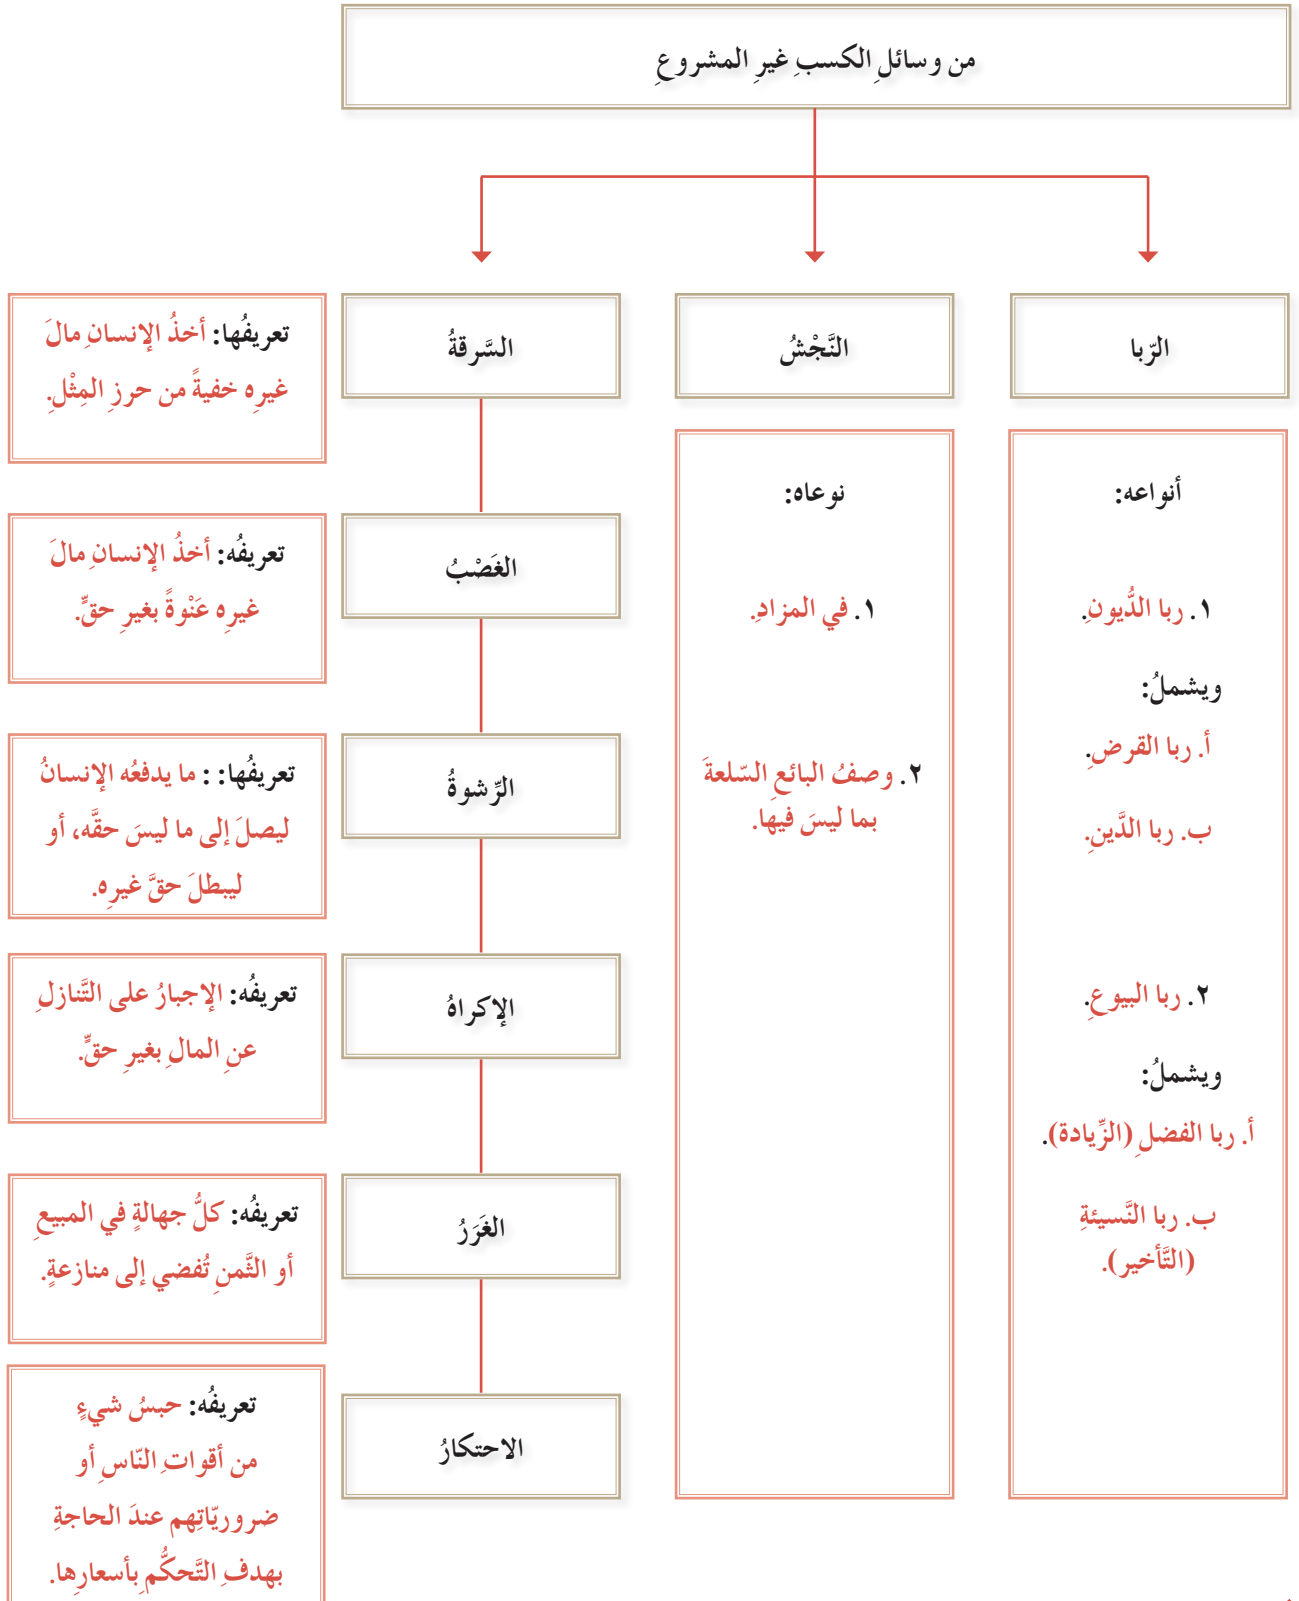 من وسائلِ الكسبِ غيرِ المشروعِ
الرّبا
أنواعه:
١. ربا الدُّيونِ.
ويشملُ:
أ. ربا القرضِ.
ب. ربا الدَّينِ.
٢. ربا البيوعِ.
ويشملُ:
أ. ربا الفضلِ (الزِّيادة).
ب. ربا النَّسيئةِ
(التَّأخير).
النَّجْشُ
نوعاه:
١. في المزادِ.
٢. وصفُ البائعِ السّلعةَ
بما ليسَ فيها.
السَّرقةُ
تعريفُها: أخذُ الإنسانِ مالَ
غيرِه خفيةً من حرزِ المِثْلِ.
الغَصْبُ
تعريفُه: أخذُ الإنسانِ مالَ
غيرِه عَنْوةً بغيرِ حقٍّ.
الرِّشوةُ
تعريفُها: : ما يدفعُه الإنسانُ
ليصلَ إلى ما ليسَ حقَّه، أو
ليبطلَ حقَّ غيرِه.
الإكراهُ
تعريفُه: الإجبارُ على التَّنازلِ
عنِ المالِ بغيرِ حقٍّ.
الغَرَرُ
تعريفُه: كلُّ جهالةٍ في المبيعِ
أو الثَّمنِ تُفضي إلى منازعةٍ.
الاحتكارُ
تعريفُه: حبسُ شيءٍ
من أقواتِ النّاسِ أو
ضروريّاتِهم عندَ الحاجةِ
بهدفِ التَّحكُّمِ بأسعارِها.